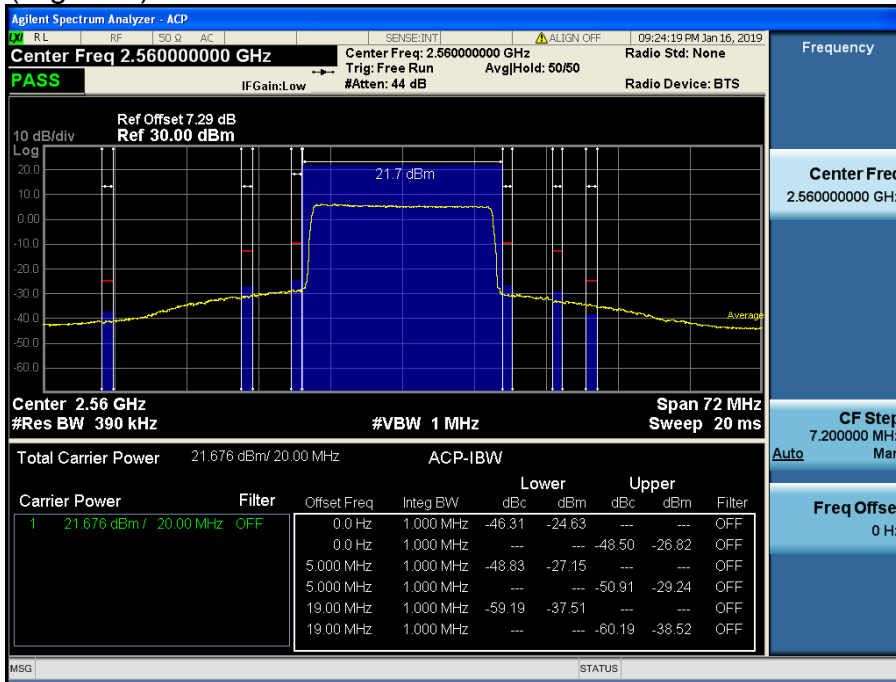 Agilent Spectrum Analyzer - ACP
LXI RL RF 50 Ω AC SENSE:INT ALIGN OFF 09:24:19 PM Jan 16, 2019
Center Freq 2.560000000 GHz
Center Freq: 2.560000000 GHz
Radio Std: None
Trig: Free Run Avg|Hold: 50/50
PASS
IFGain:Low
#Atten: 44 dB
Radio Device: BTS
Frequency
Ref Offset 7.29 dB
10 dB/div Ref 30.00 dBm
Log
20.0
10.0
0.00
-10.0
-20.0
-30.0
-40.0
-50.0
-60.0
21.7 dBm
Average
Center 2.56 GHz Span 72 MHz
#Res BW 390 kHz #VBW 1 MHz Sweep 20 ms
Total Carrier Power 21.676 dBm/ 20.00 MHz ACP-IBW
Lower Upper
Carrier Power Filter Offset Freq Integ BW dBc dBm dBc dBm Filter
1 21.676 dBm / 20.00 MHz OFF
0.0 Hz 1.000 MHz -46.31 -24.63 --- --- OFF
0.0 Hz 1.000 MHz --- --- -48.50 -26.82 OFF
5.000 MHz 1.000 MHz -48.83 -27.15 --- --- OFF
5.000 MHz 1.000 MHz --- --- -50.91 -29.24 OFF
19.00 MHz 1.000 MHz -59.19 -37.51 --- --- OFF
19.00 MHz 1.000 MHz --- --- -60.19 -38.52 OFF
Center Freq
2.560000000 GHz
CF Step
7.200000 MHz
Auto Man
Freq Offset
0 Hz
MSG STATUS